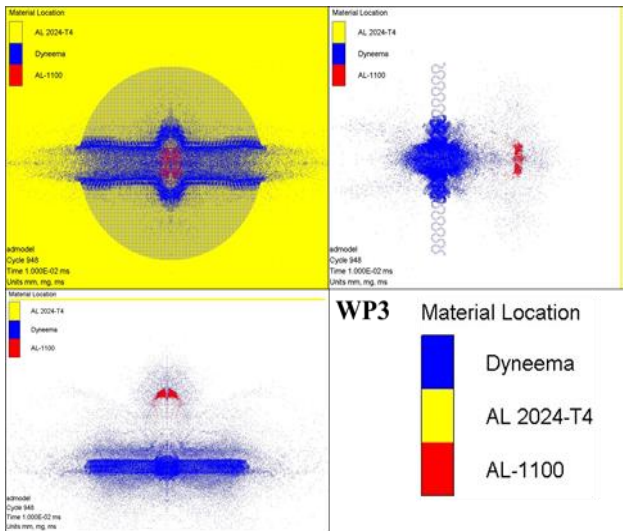 Material Location
AL 2024-T4
Dyneema
AL-1100
admodel
Cycle 948
Time 1.000E-02 ms
Units mm, mg, ms
Material Location
AL 2024-T4
Dyneema
AL-1100
admodel
Cycle 948
Time 1.000E-02 ms
Units mm, mg, ms
Material Location
AL 2024-T4
Dyneema
AL-1100
admodel
Cycle 948
Time 1.000E-02 ms
Units mm, mg, ms
WP3
Material Location
Dyneema
AL 2024-T4
AL-1100